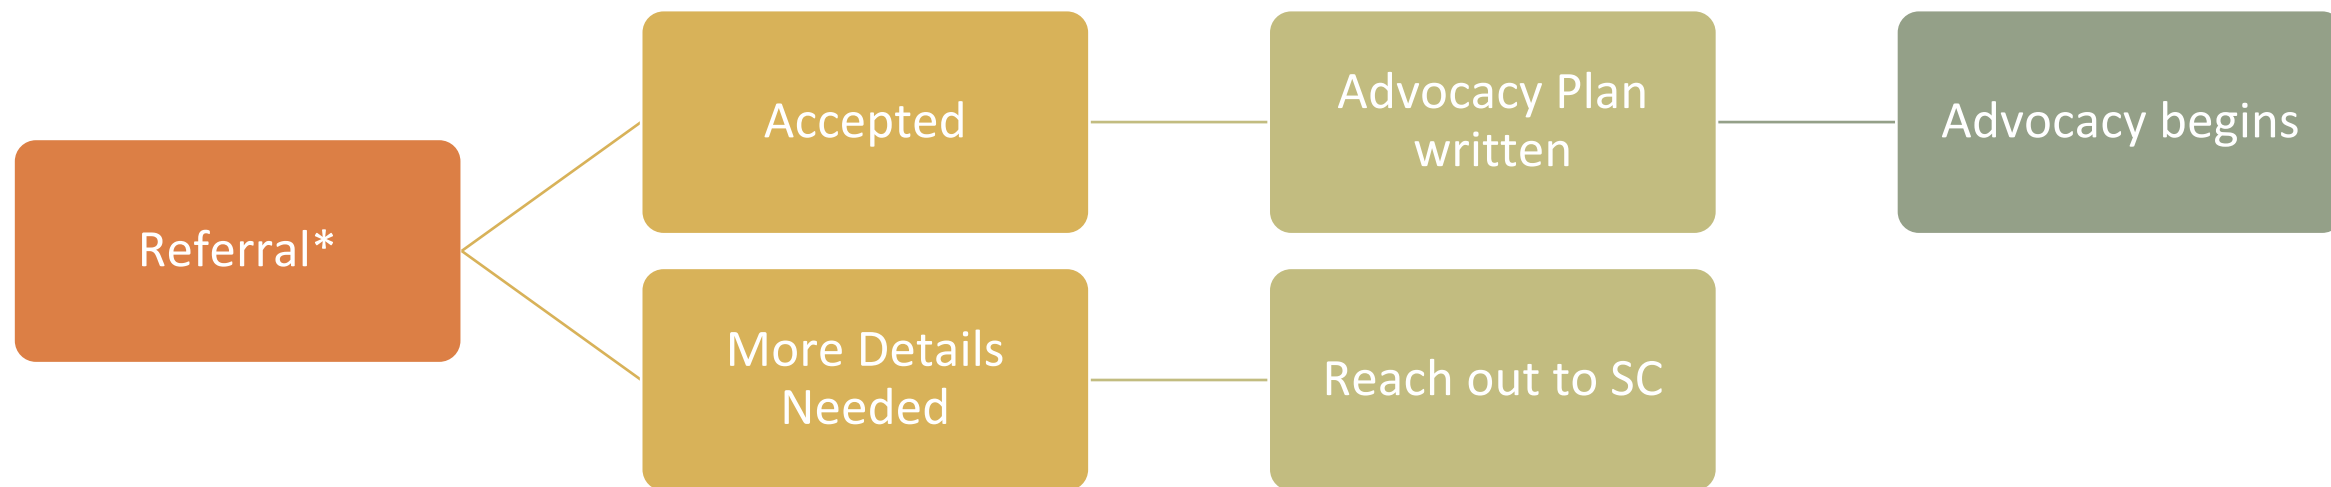 Referral*
Accepted
Advocacy Plan
written
Advocacy begins
More Details
Needed
Reach out to SC